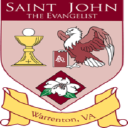 SAINT JOHN
THE EVANGELIST
Warrenton, VA